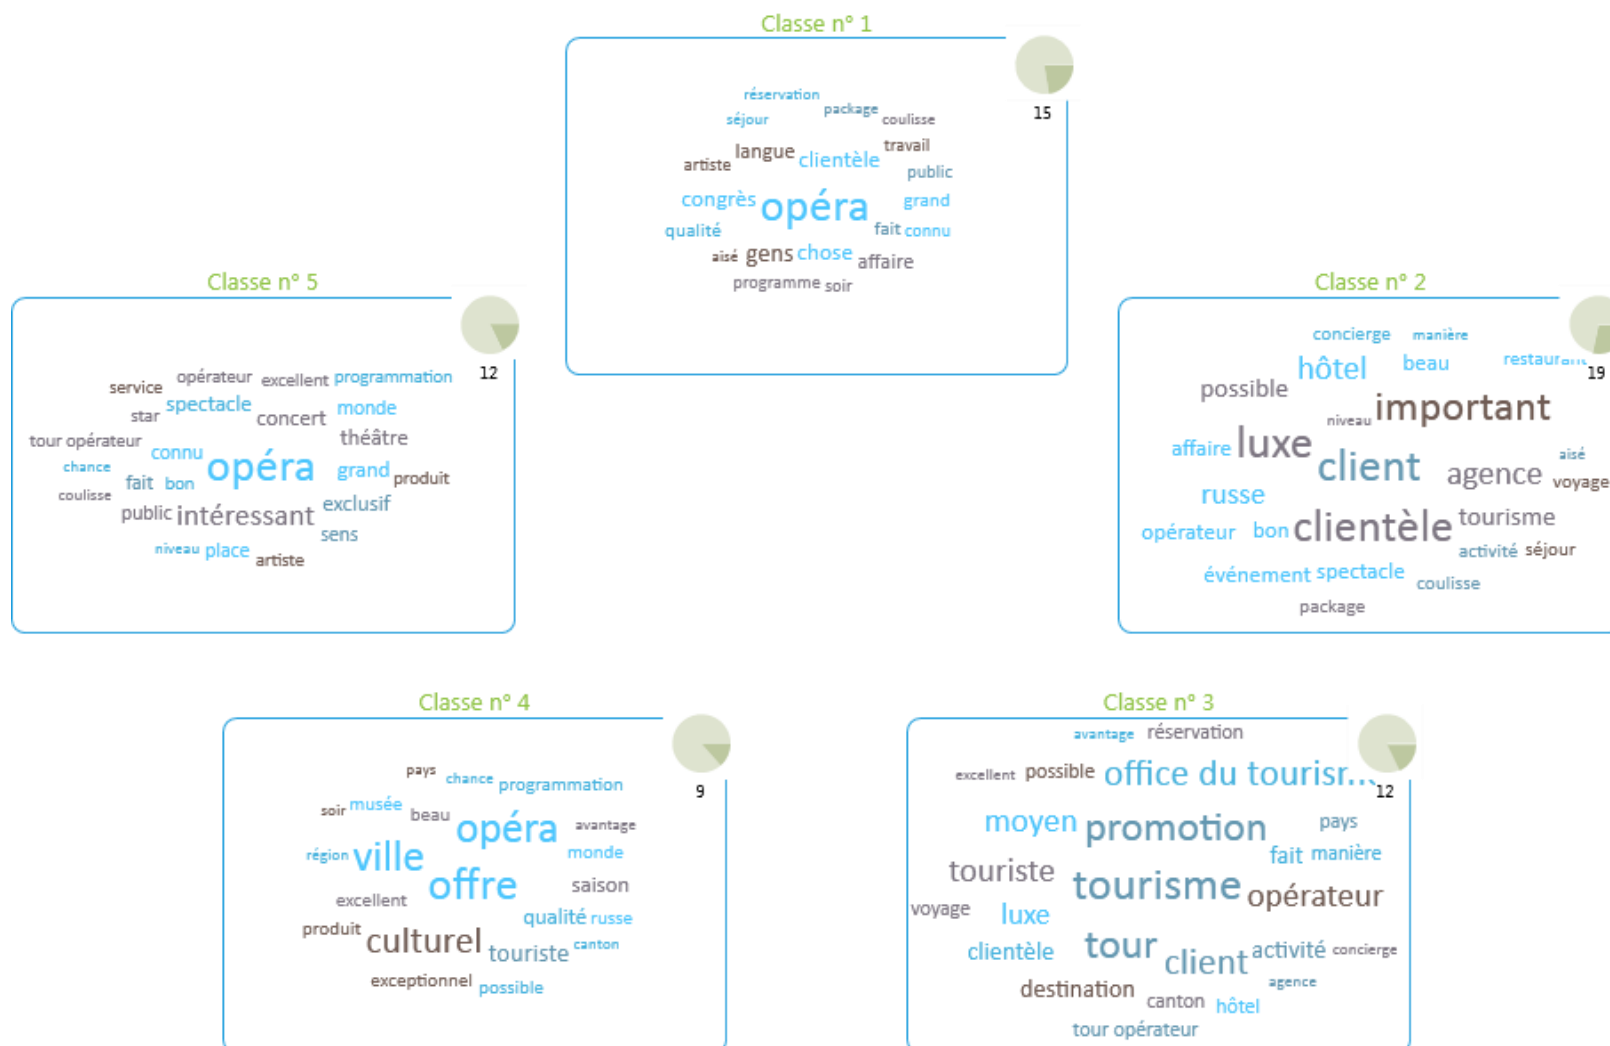 Classe n° 1
15
réservation
package
séjour
coulisse
langue
clientèle
travail
artiste
public
congrès
opéra
grand
qualité
fait
connu
aisé
gens
chose
affaire
programme
soir
Classe n° 5
12
service
opérateur
excellent
programmation
star
spectacle
concert
monde
tour opérateur
connu
théâtre
chance
opéra
grand
produit
coulisse
fait
bon
public
intéressant
exclusif
sens
niveau
place
artiste
Classe n° 2
19
concierge
manière
hôtel
beau
restaurant
possible
niveau
important
affaire
luxe
client
agence
aisé
voyage
russe
opérateur
bon
clientèle
tourisme
activité
séjour
événement
spectacle
coulisse
package
Classe n° 4
9
pays
chance
programmation
soir
musée
beau
opéra
avantage
région
ville
monde
offre
saison
excellent
qualité
russe
produit
culturel
touriste
canton
exceptionnel
possible
Classe n° 3
12
avantage
réservation
excellent
possible
office du tourisr...
moyen
promotion
pays
fait
manière
touriste
tourisme
opérateur
voyage
luxe
clientèle
tour
client
activité
concierge
destination
canton
hôtel
agence
tour opérateur